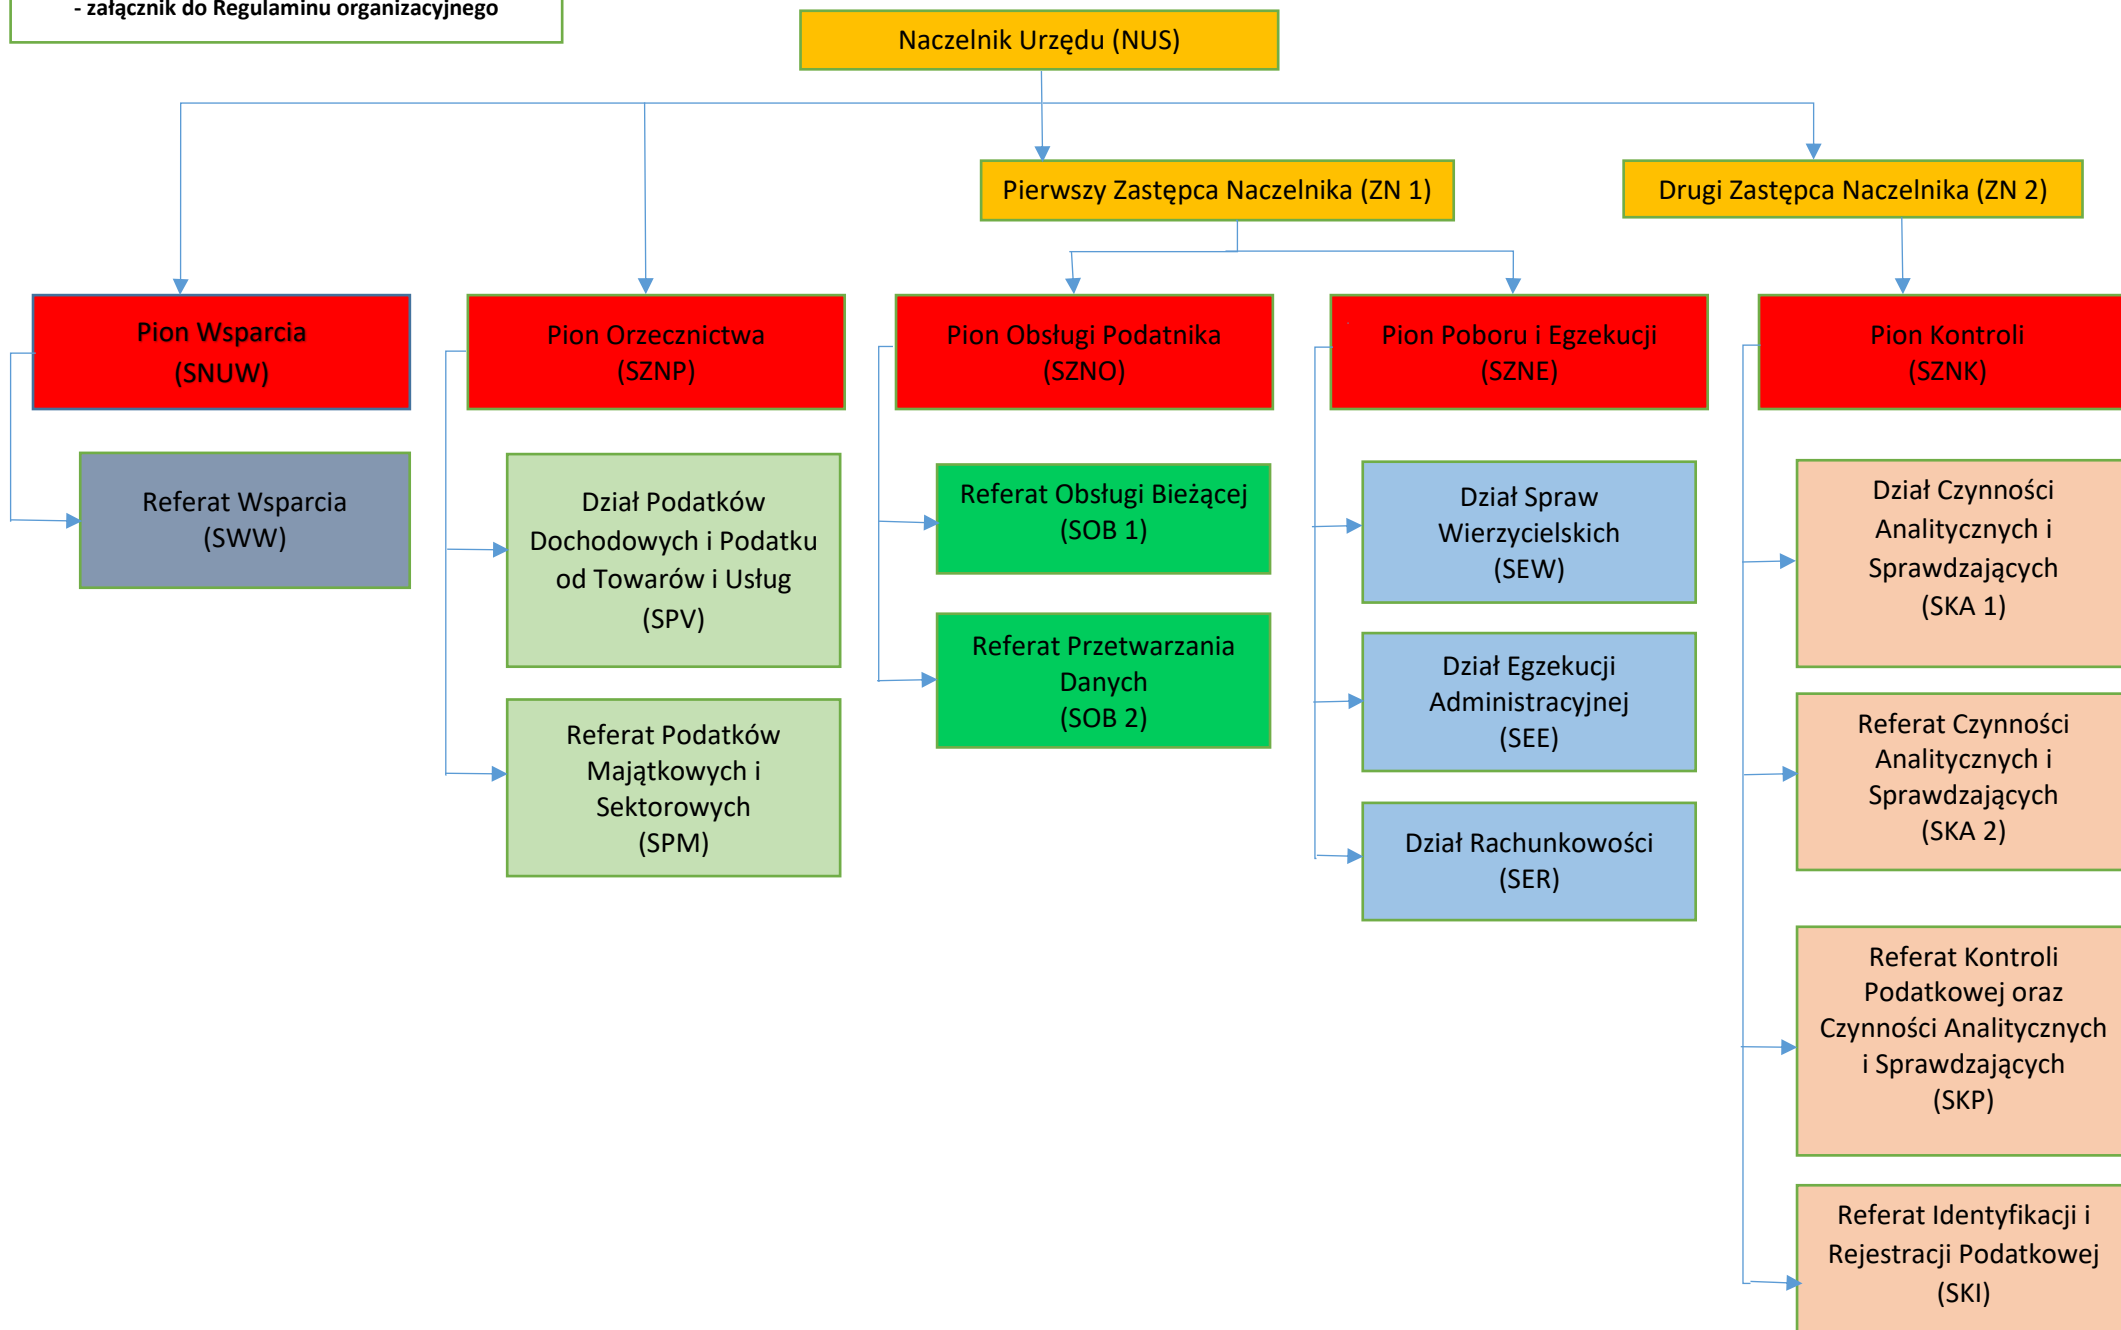 - załącznik do Regulaminu organizacyjnego
Naczelnik Urzędu (NUS)
Pierwszy Zastępca Naczelnika (ZN 1)
Drugi Zastępca Naczelnika (ZN 2)
Pion Wsparcia
(SNUW)
Pion Orzecznictwa
(SZNP)
Pion Obsługi Podatnika
(SZNO)
Pion Poboru i Egzekucji
(SZNE)
Pion Kontroli
(SZNK)
Referat Wsparcia
(SWW)
Dział Podatków
Dochodowych i Podatku
od Towarów i Usług
(SPV)
Referat Podatków
Majątkowych i
Sektorowych
(SPM)
Referat Obsługi Bieżącej
(SOB 1)
Referat Przetwarzania
Danych
(SOB 2)
Dział Spraw
Wierzycielskich
(SEW)
Dział Egzekucji
Administracyjnej
(SEE)
Dział Rachunkowości
(SER)
Dział Czynności
Analitycznych i
Sprawdzających
(SKA 1)
Referat Czynności
Analitycznych i
Sprawdzających
(SKA 2)
Referat Kontroli
Podatkowej oraz
Czynności Analitycznych
i Sprawdzających
(SKP)
Referat Identyfikacji i
Rejestracji Podatkowej
(SKI)